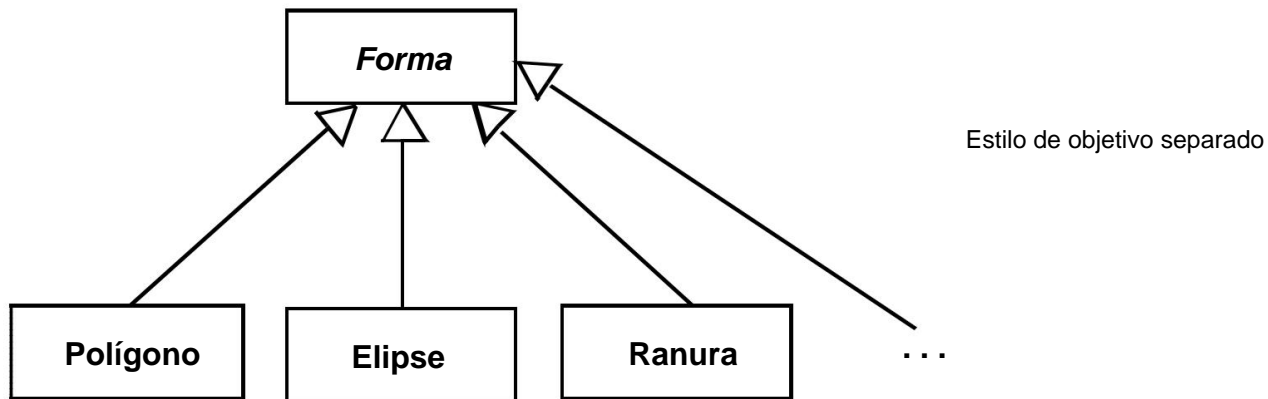 Forma
Estilo de objetivo separado
Polígono
Elipse
Ranura
...